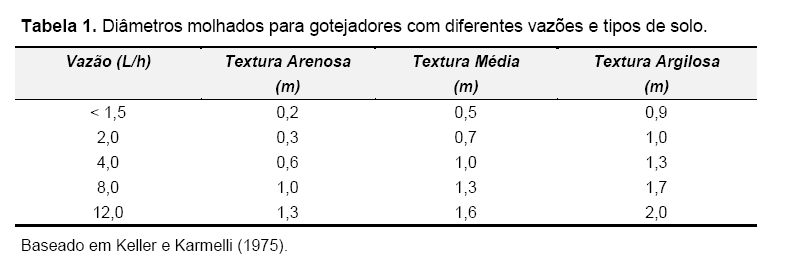 Tabela 1. Diâmetros molhados para gotejadores com diferentes vazões e tipos de solo.
Vazão (L/h) Textura Arenosa Textura Média Textura Argilosa
(m) (m) (m)
< 1,5 0,2 0,5 0,9
2,0 0,3 0,7 1,0
4,0 0,6 1,0 1,3
8,0 1,0 1,3 1,7
12,0 1,3 1,6 2,0
Baseado em Keller e Karmelli (1975).